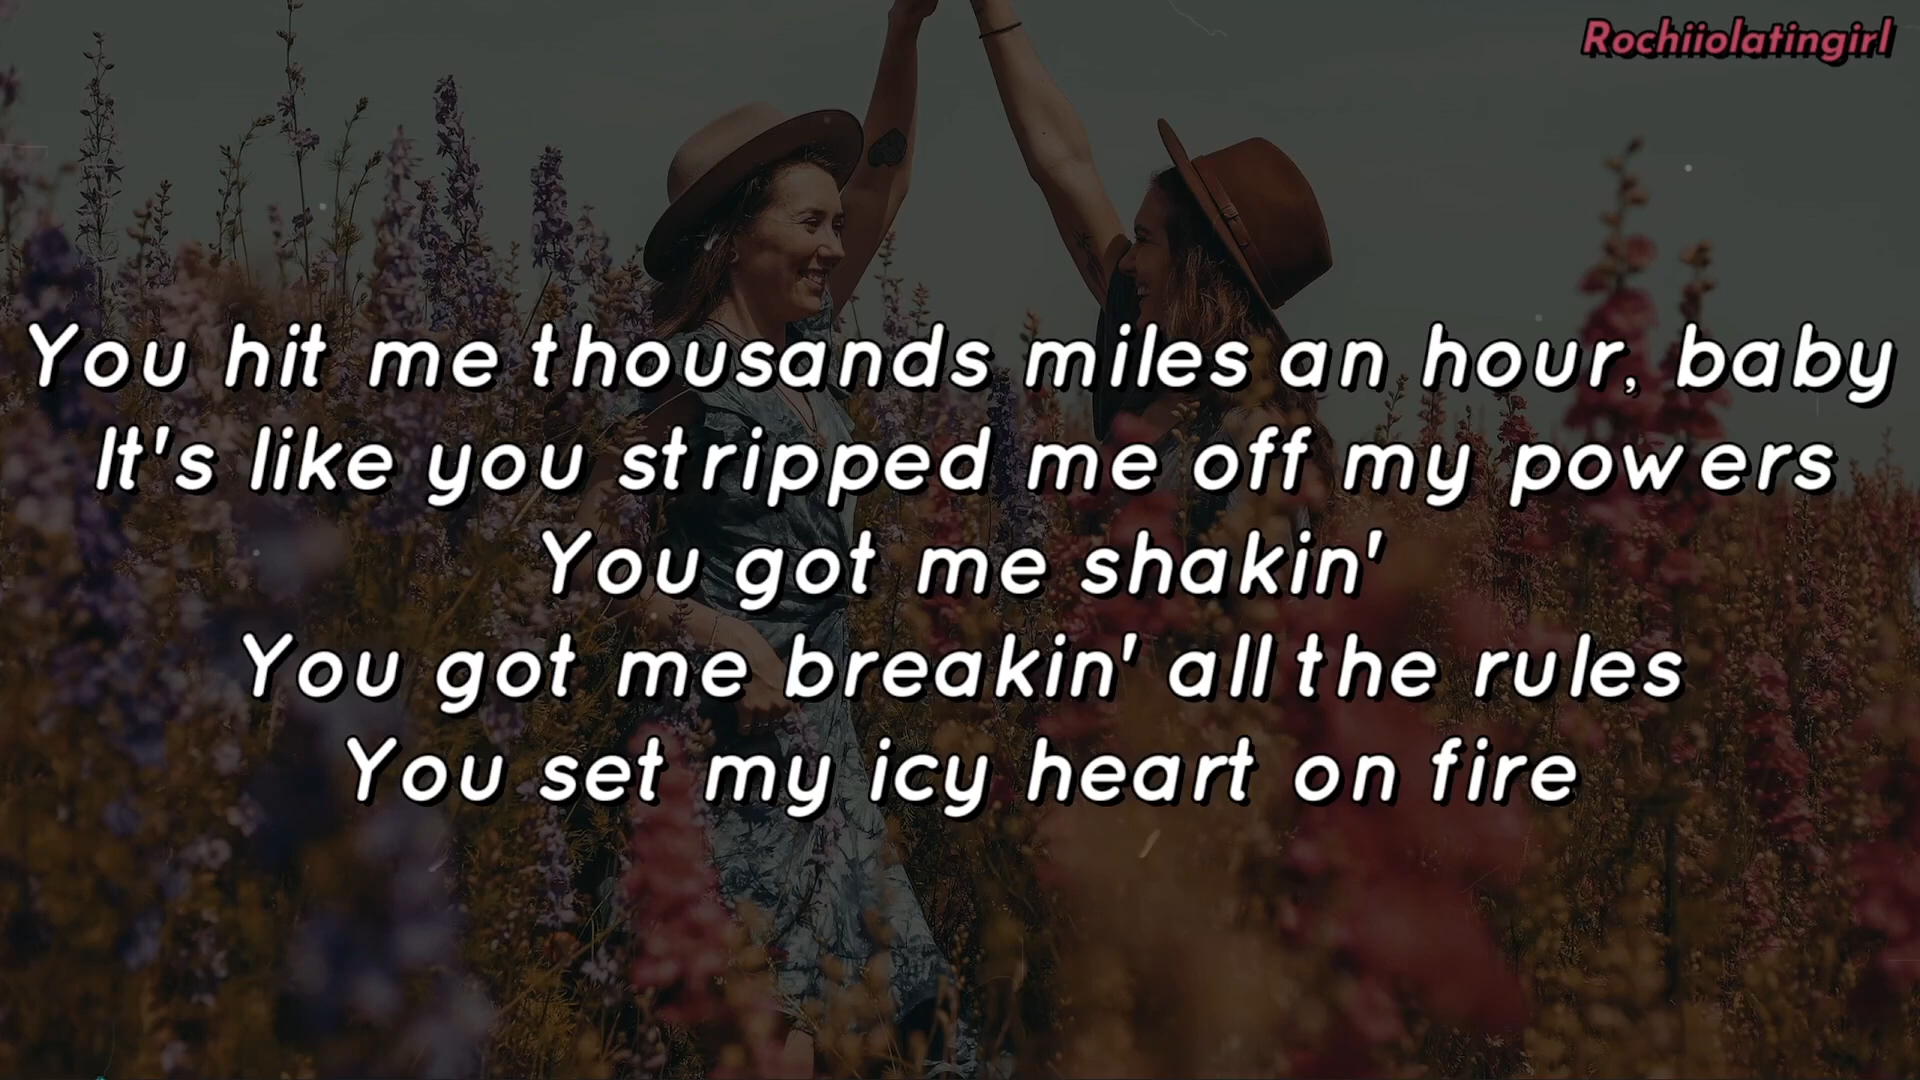 Rochiiolatingirl
You hit me thousands miles an hour, baby
It's like you stripped me off my powers
You got me shakin'
You got me breakin' all the rules
You set my icy heart on fire